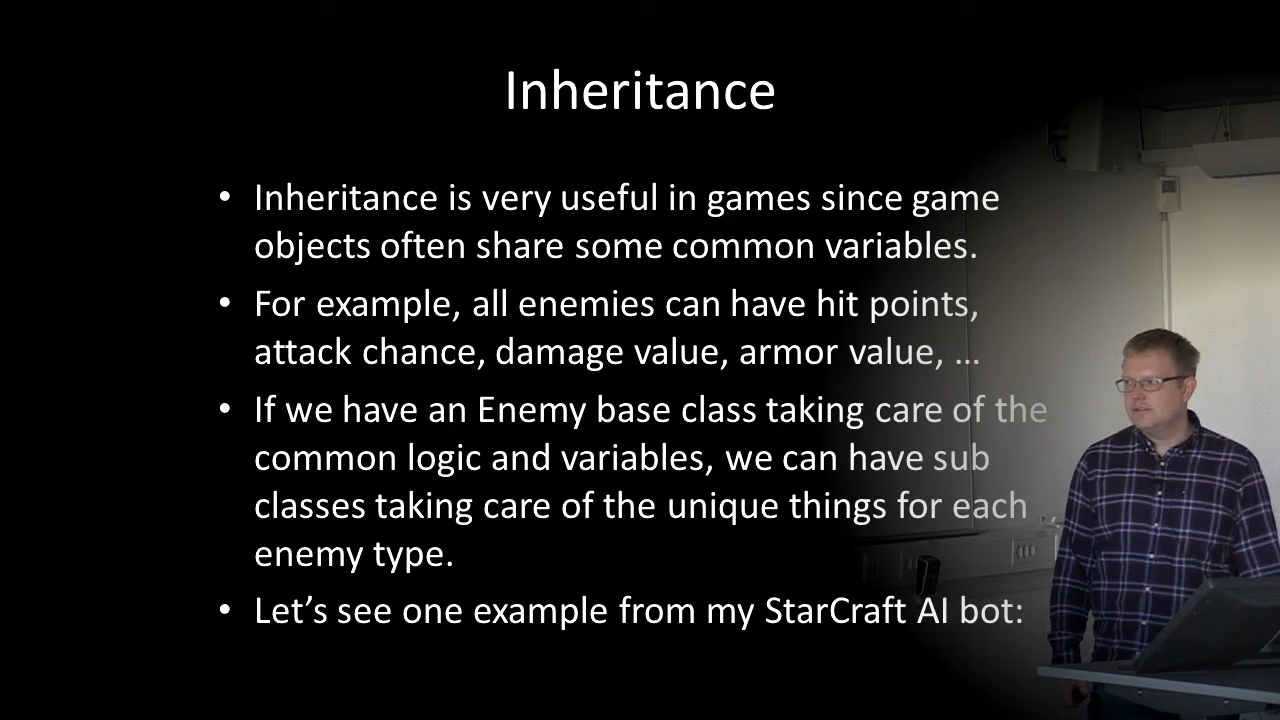 Inheritance
• Inheritance is very useful in games since game
objects often share some common variables.
• For example, all enemies can have hit points,
attack chance, damage value, armor value, …
• If we have an Enemy base class taking care of the
common logic and variables, we can have sub
classes taking care of the unique things for each
enemy type.
• Let’s see one example from my StarCraft AI bot: